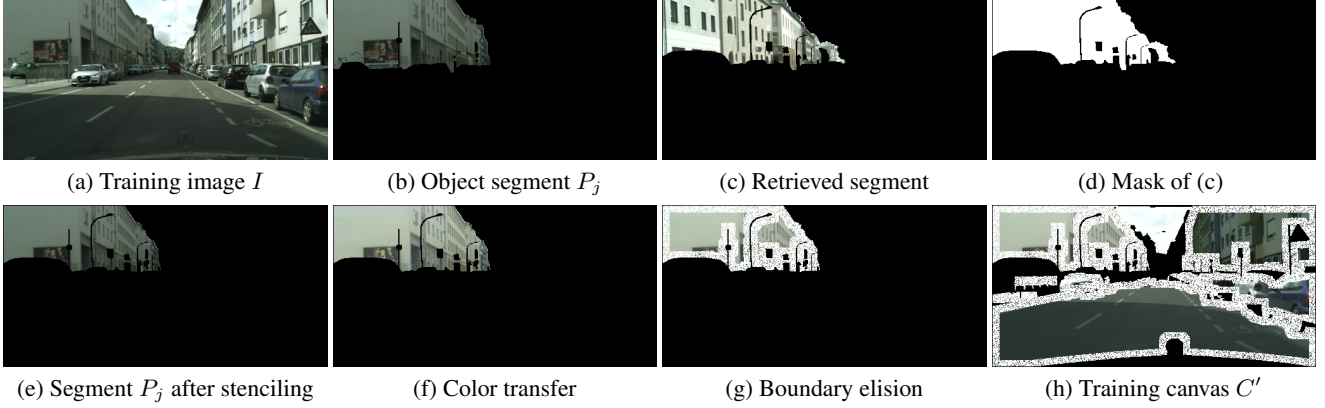 (a) Training image I
(b) Object segment Pj
(c) Retrieved segment
(d) Mask of (c)
(e) Segment Pj after stenciling
(f) Color transfer
(g) Boundary elision
(h) Training canvas C′